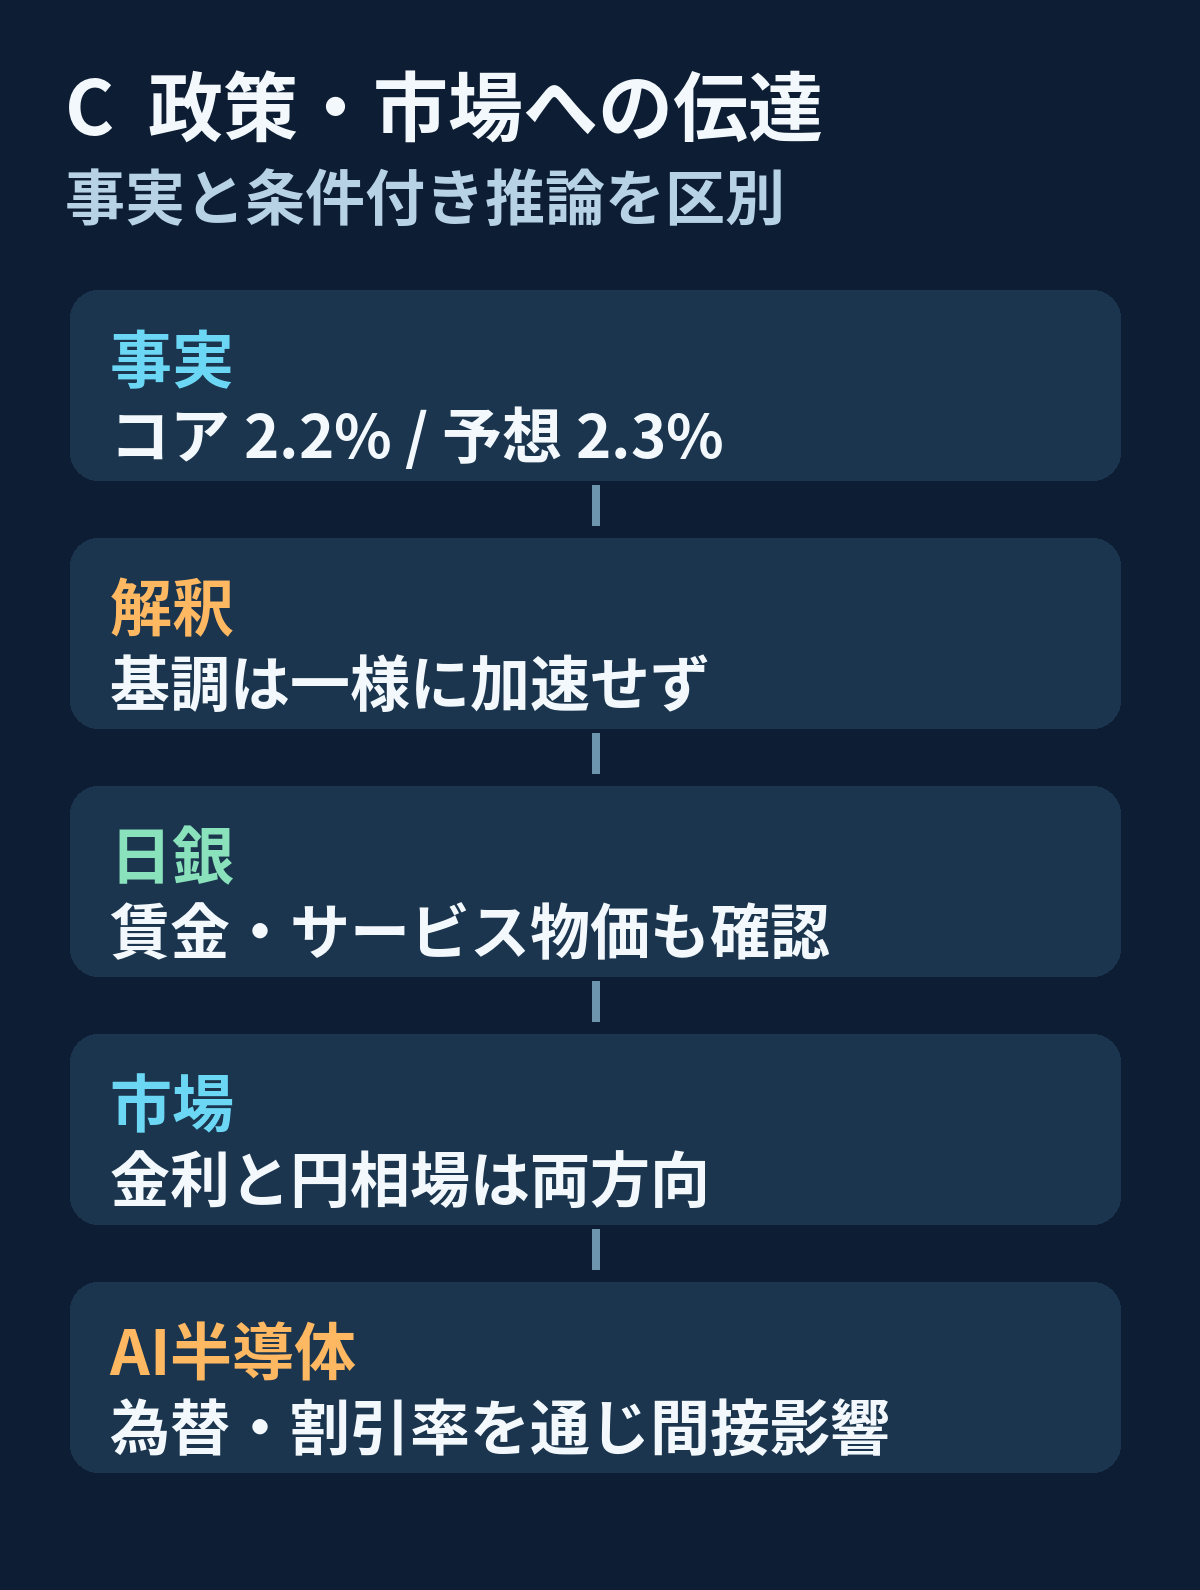 C 政策・市場への伝達
事実と条件付き推論を区別
事実
コア 2.2% / 予想 2.3%
解釈
基調は一様に加速せず
日銀
賃金・サービス物価も確認
市場
金利と円相場は両方向
AI半導体
為替・割引率を通じ間接影響